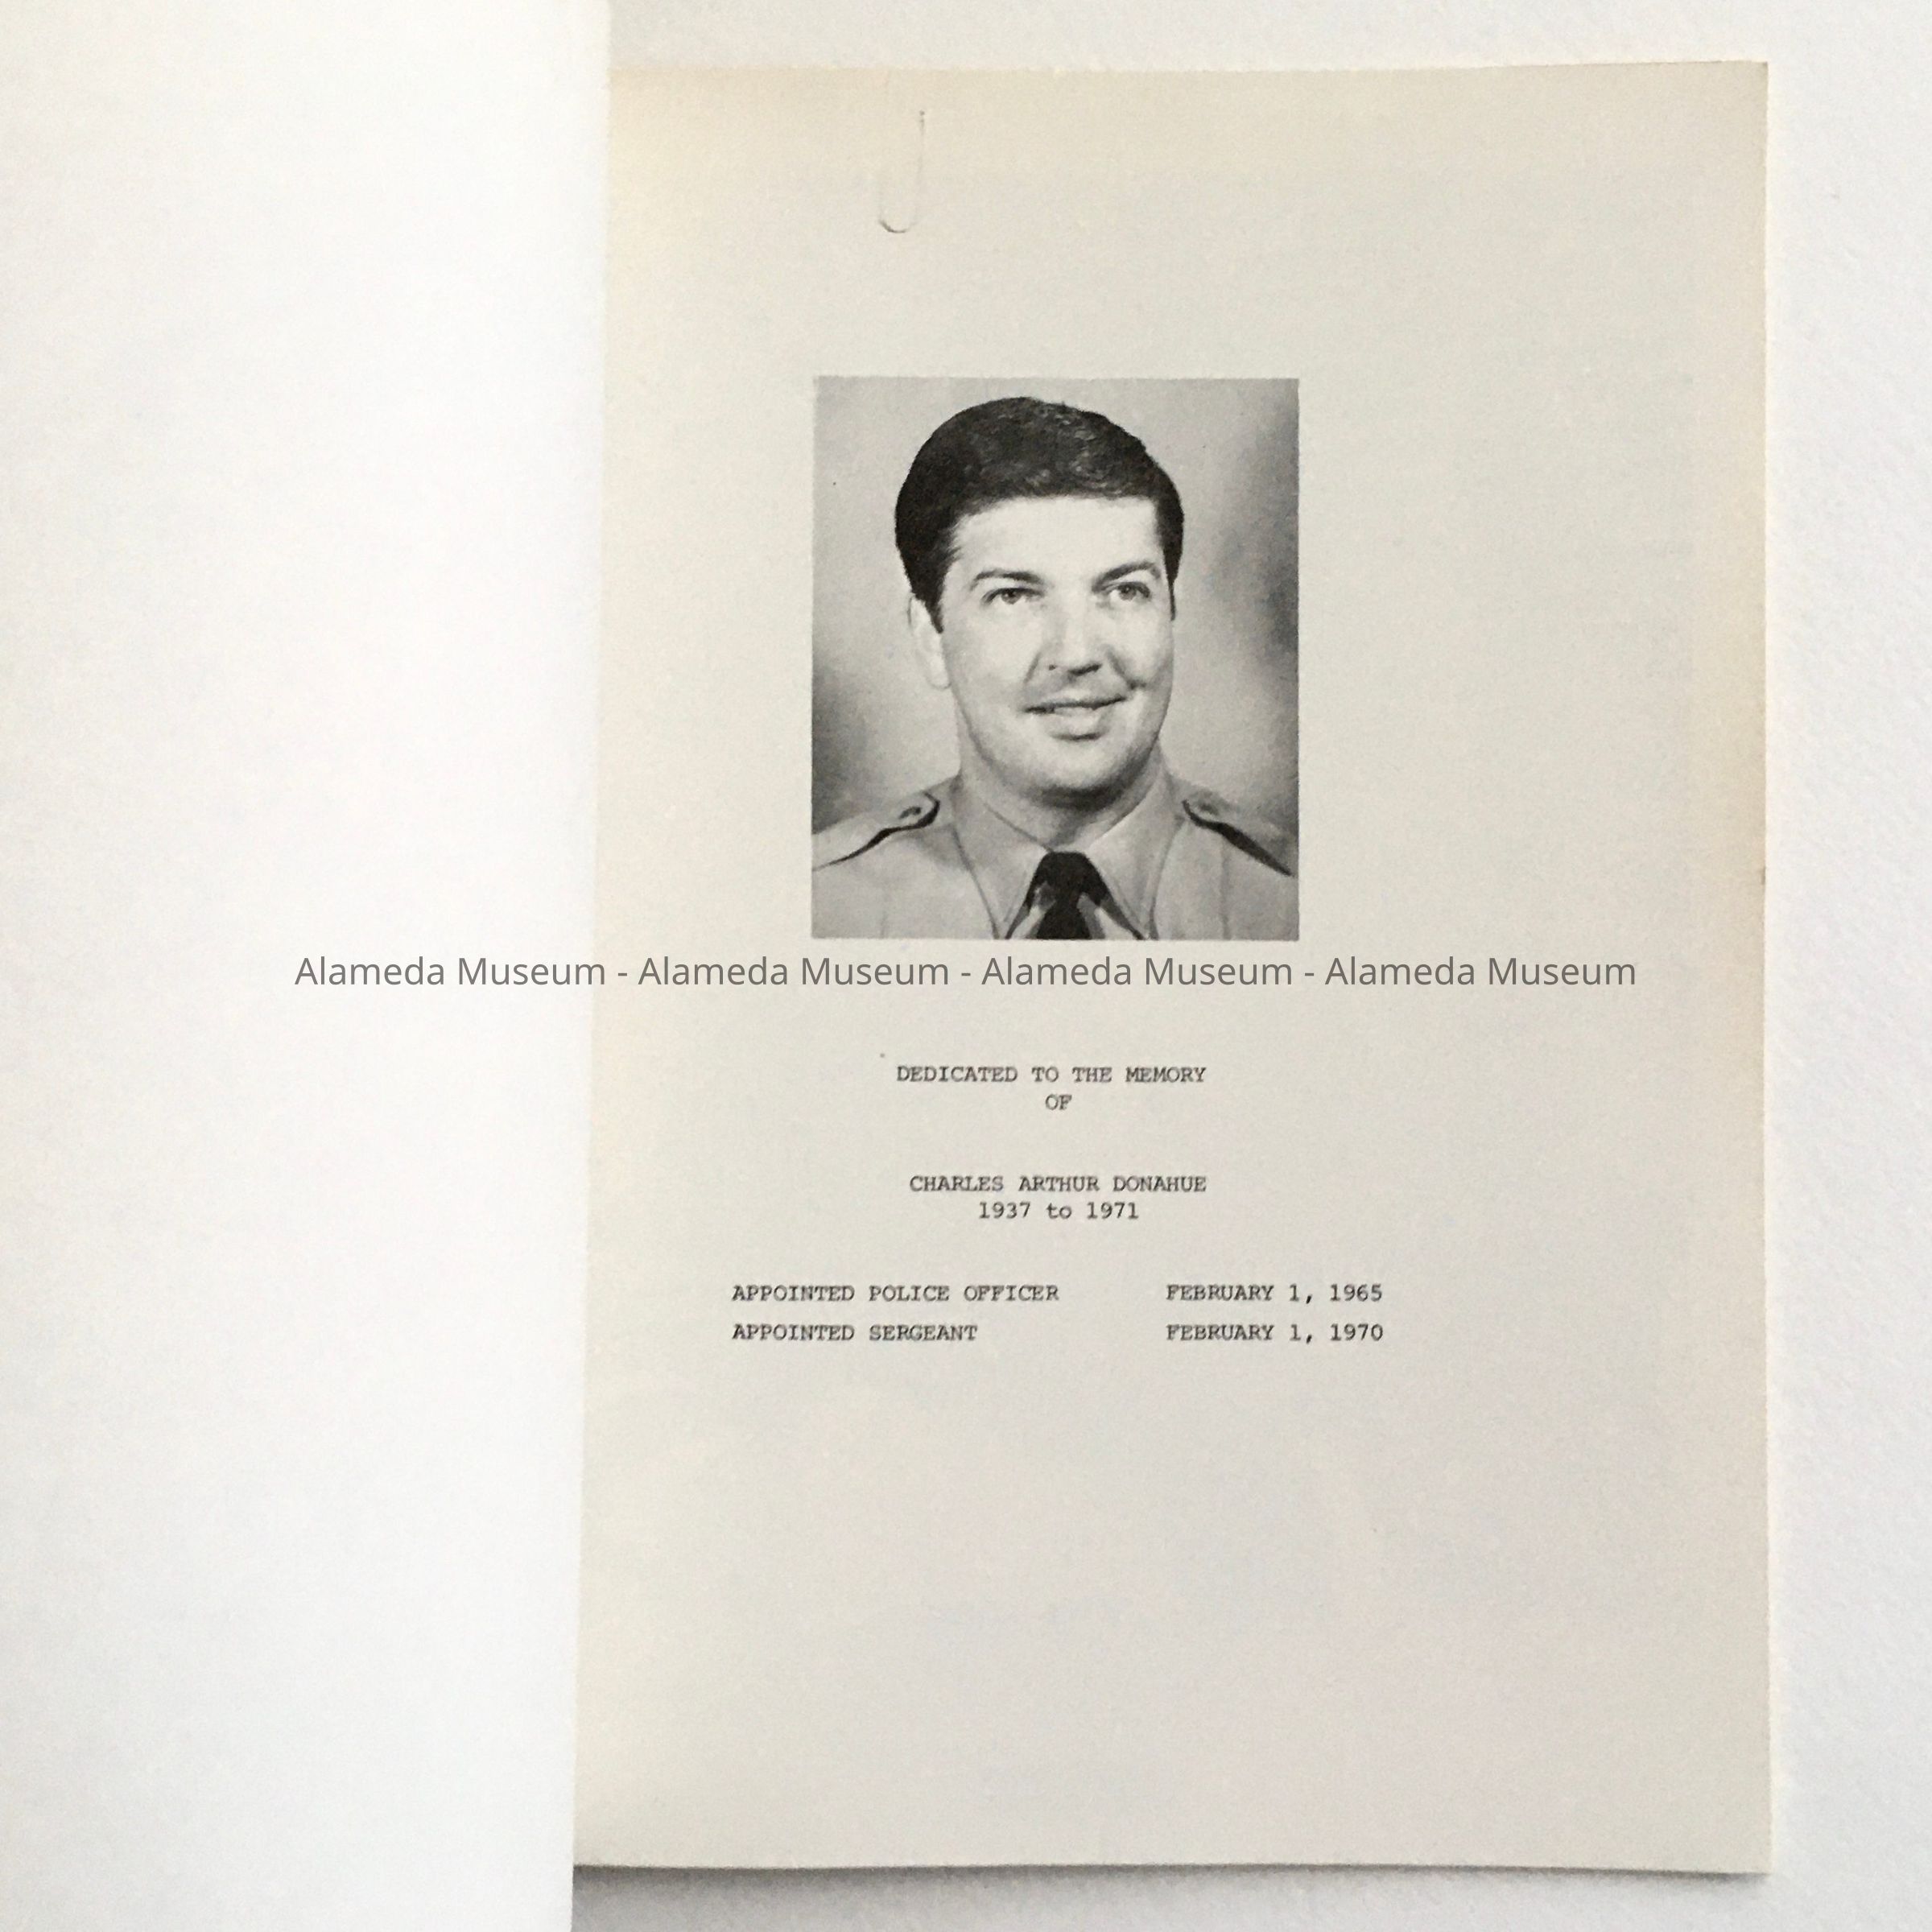 Alameda Museum - Alameda Museum - Alameda Museum - Alameda Museum
DEDICATED TO THE MEMORY
OF
CHARLES ARTHUR DONAHUE
1937 to 1971
APPOINTED POLICE OFFICER FEBRUARY 1, 1965
APPOINTED SERGEANT FEBRUARY 1, 1970